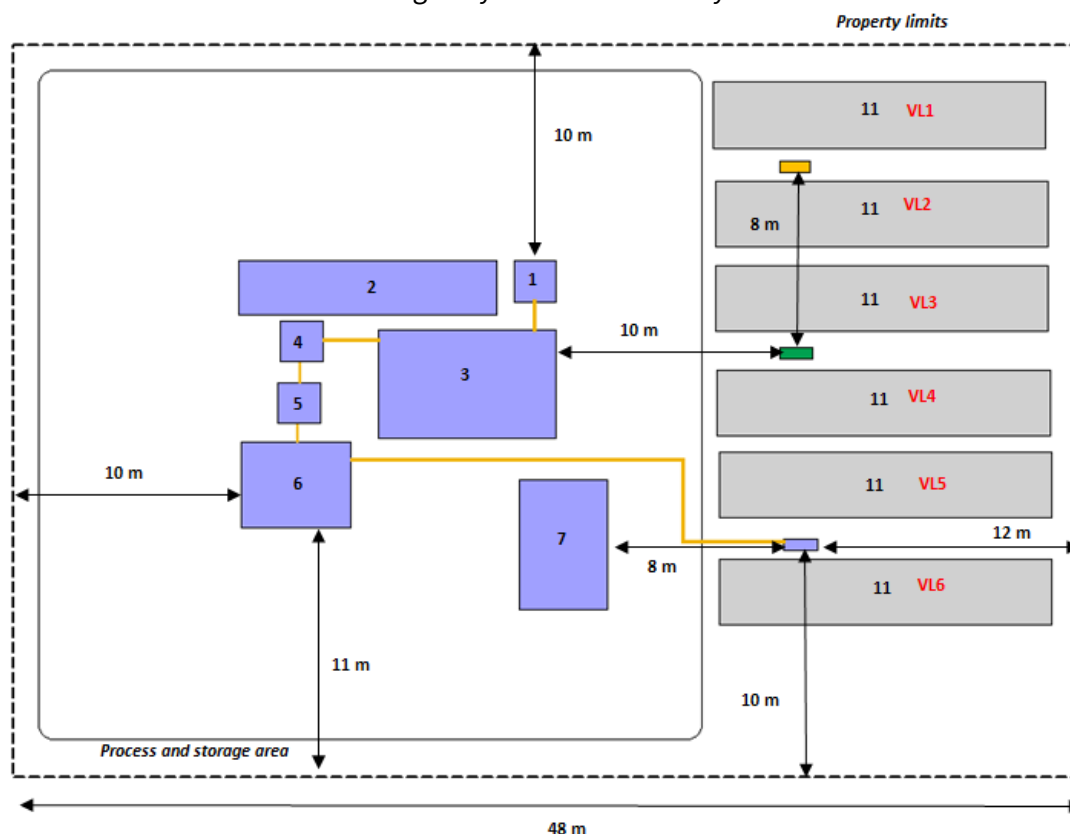 Property limits
11 VL1
10 m
11 VL2
8 m
1
2
11 VL3
10 m
4
3
11 VL4
5
10 m
6
11 VL5
7
12 m
8 m
11 VL6
11 m
10 m
Process and storage area
48 m